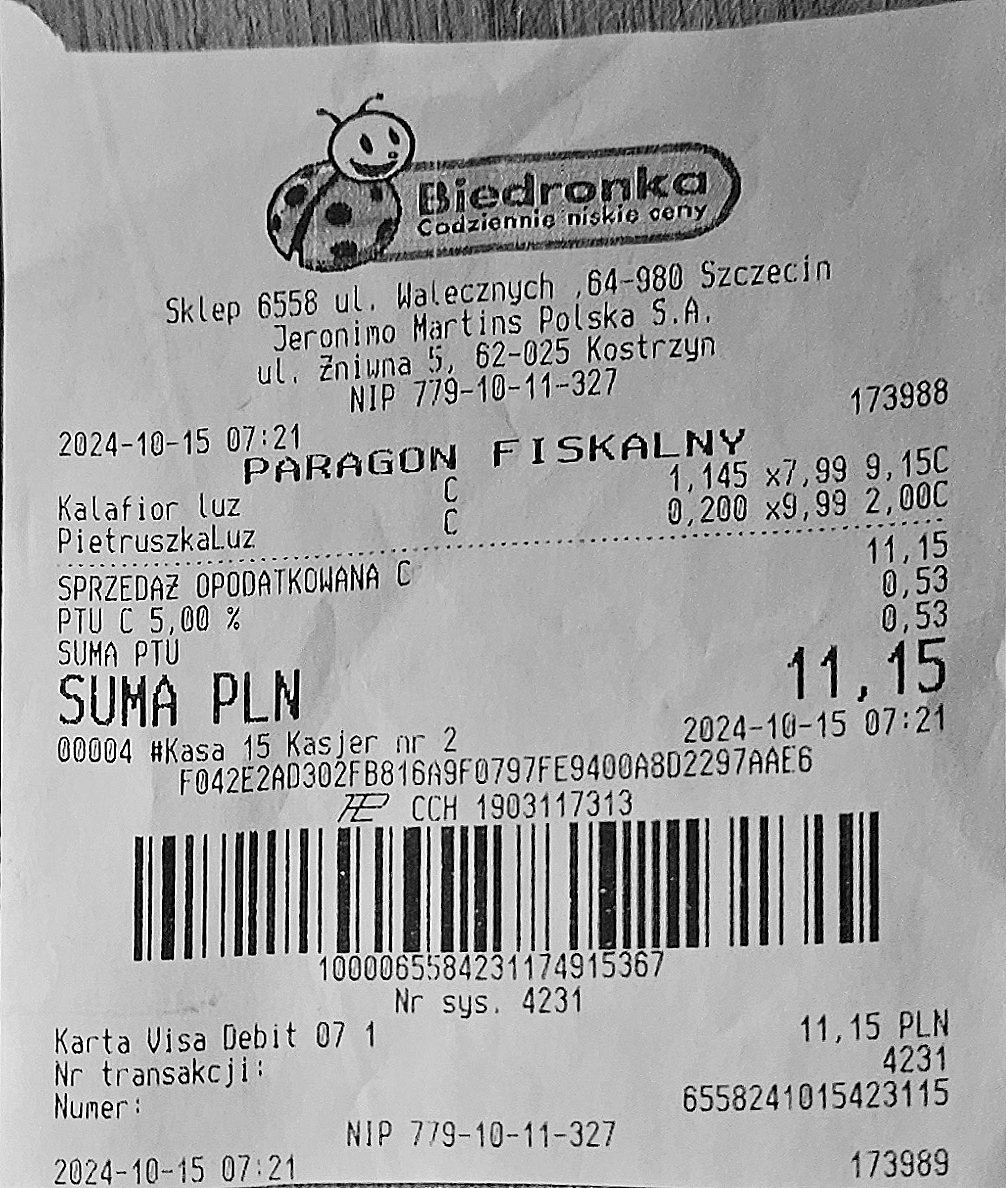 Biedronka
Codziennie niskie ceny
Sklep 6558 ul. Walecznych ,64-980 Szczecin
Jeronimo Martins Polska S.A.
ul. Żniwna 5, 62-025 Kostrzyn
NIP 779-10-11-327
2024-10-15 07:21 173988
PARAGON FISKALNY
Kalafior luz C 1,145 x7,99 9,15C
PietruszkaLuz C 0,200 x9,99 2,00C
SPRZEDAŻ OPODATKOWANA C 11,15
PTU C 5,00 % 0,53
SUMA PTU 0,53
SUMA PLN 11,15
00004 #Kasa 15 Kasjer nr 2 2024-10-15 07:21
F042E2AD302FB816A9F0797FE9400A8D2297AAE6
CCH 1903117313
1000065584231174915367
Nr sys. 4231
Karta Visa Debit 07 1 11,15 PLN
Nr transakcji: 4231
Numer: 6558241015423115
NIP 779-10-11-327
2024-10-15 07:21 173989